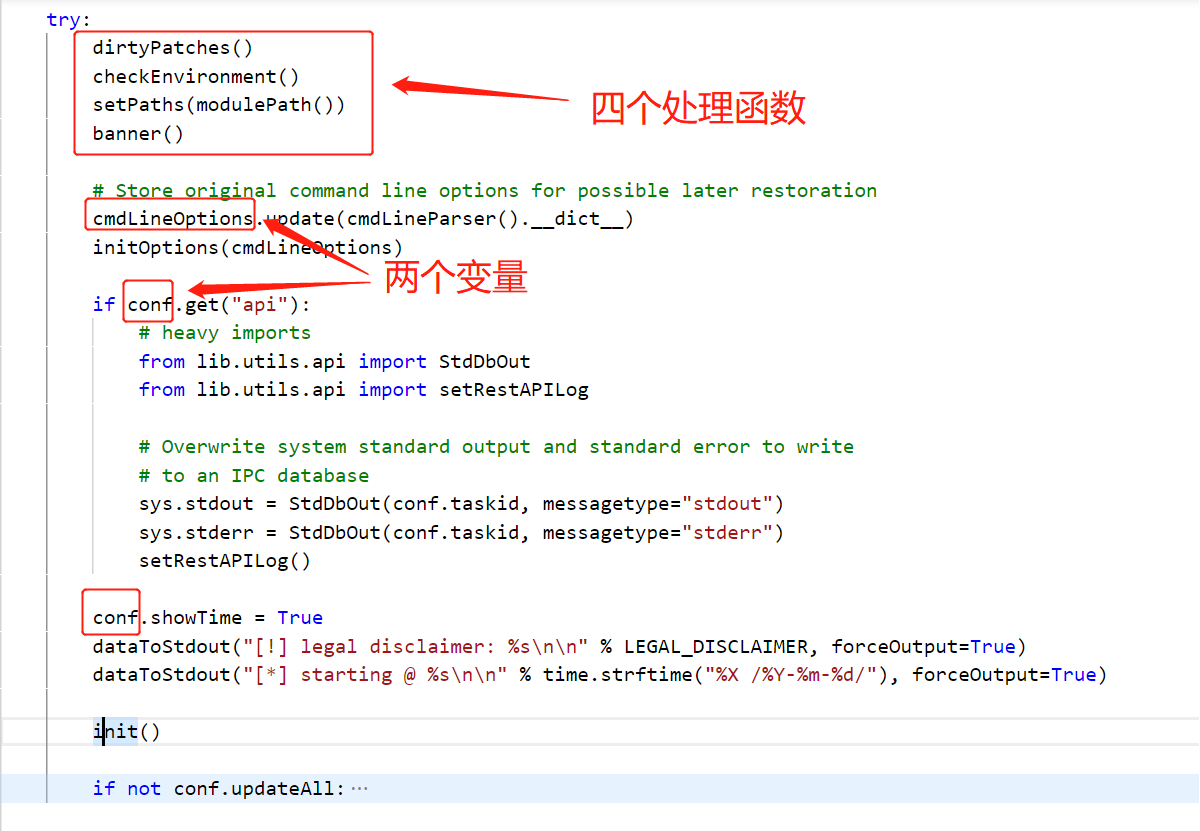 try:
dirtyPatches()
checkEnvironment()
setPaths(modulePath())
banner()
四个处理函数
# Store original command line options for possible later restoration
cmdLineOptions.update(cmdLineParser().__dict__)
initOptions(cmdLineOptions)
两个变量
if conf.get("api"):
# heavy imports
from lib.utils.api import StdDbOut
from lib.utils.api import setRestAPILog
# Overwrite system standard output and standard error to write
# to an IPC database
sys.stdout = StdDbOut(conf.taskid, messagetype="stdout")
sys.stderr = StdDbOut(conf.taskid, messagetype="stderr")
setRestAPILog()
conf.showTime = True
dataToStdout("[!] legal disclaimer: %s\n\n" % LEGAL_DISCLAIMER, forceOutput=True)
dataToStdout("[*] starting @ %s\n\n" % time.strftime("%X /%Y-%m-%d/"), forceOutput=True)
init()
if not conf.updateAll:···